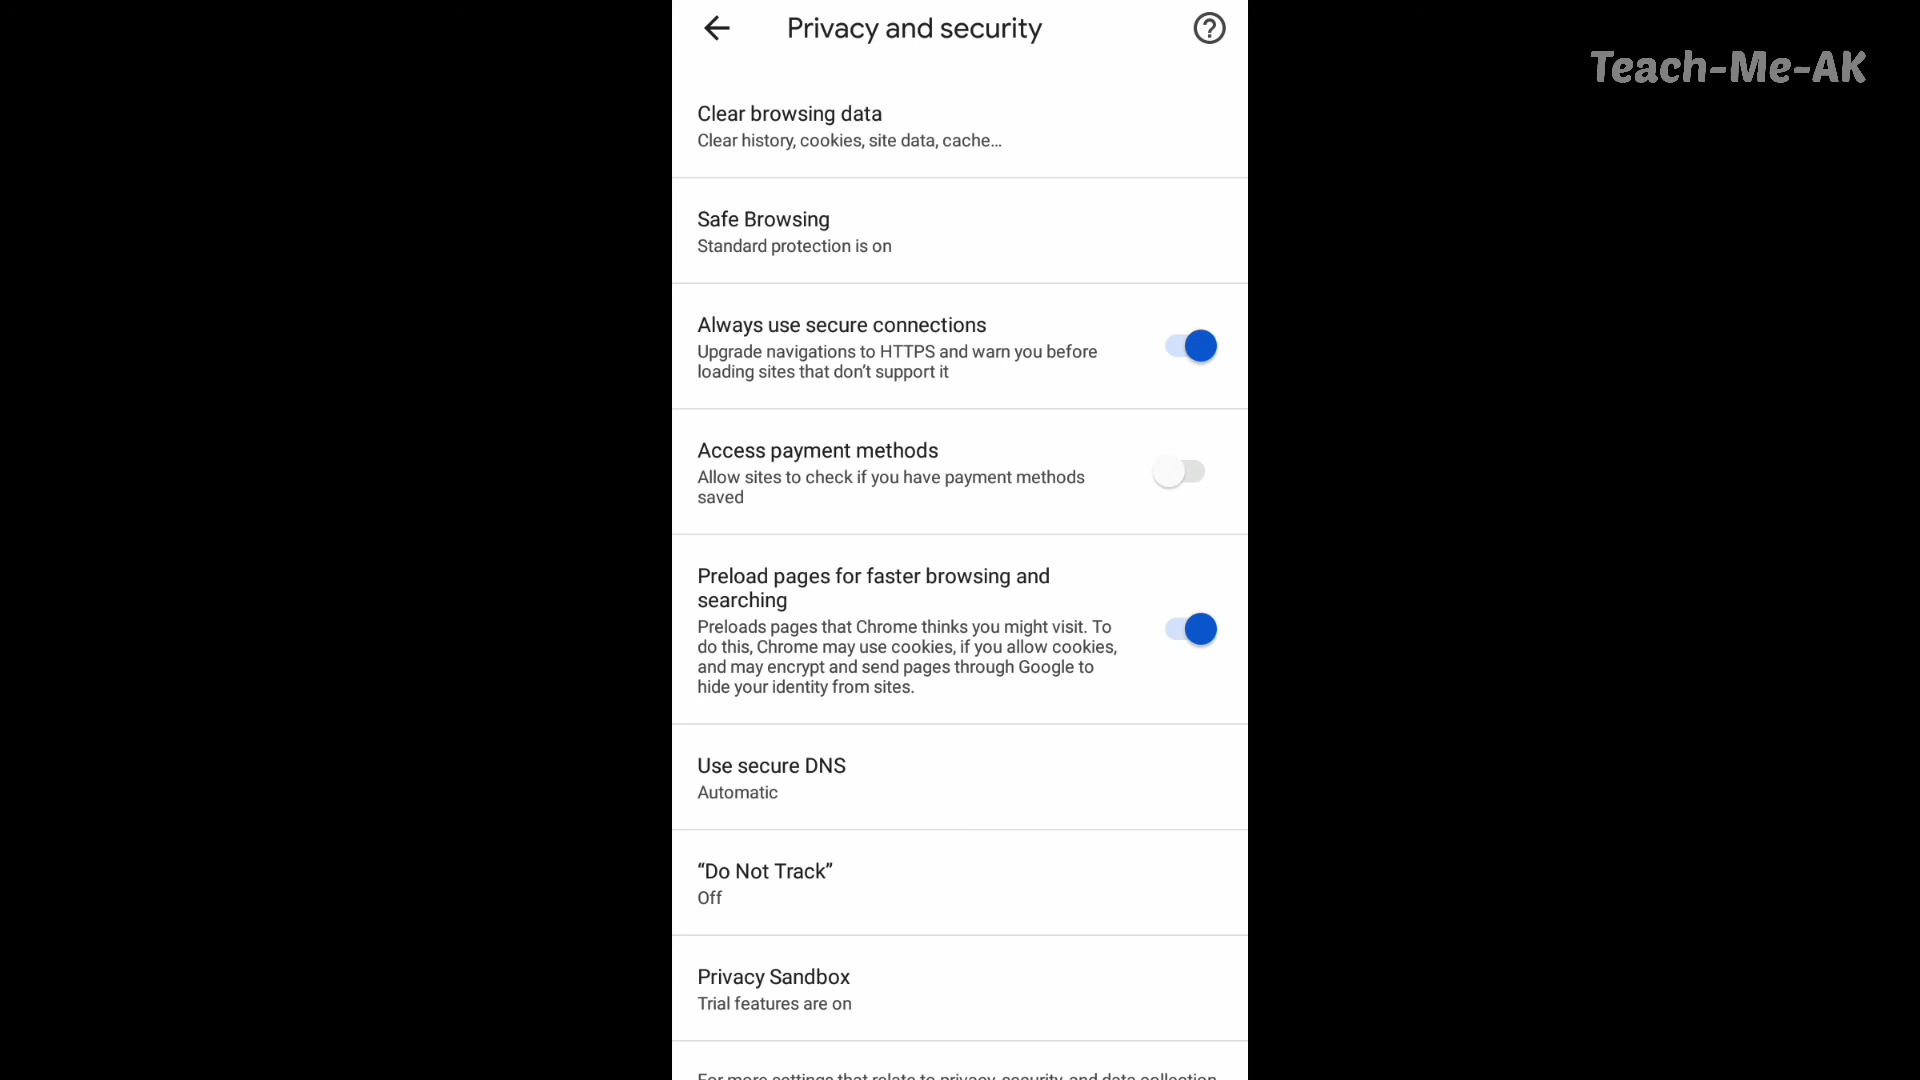 Privacy and security
Teach-Me-AK
Clear browsing data
Clear history, cookies, site data, cache...
Safe Browsing
Standard protection is on
Always use secure connections
Upgrade navigations to HTTPS and warn you before
loading sites that don’t support it
Access payment methods
Allow sites to check if you have payment methods
saved
Preload pages for faster browsing and
searching
Preloads pages that Chrome thinks you might visit. To
do this, Chrome may use cookies, if you allow cookies,
and may encrypt and send pages through Google to
hide your identity from sites.
Use secure DNS
Automatic
“Do Not Track”
Off
Privacy Sandbox
Trial features are on
For more settings that relate to privacy, security, and data collection